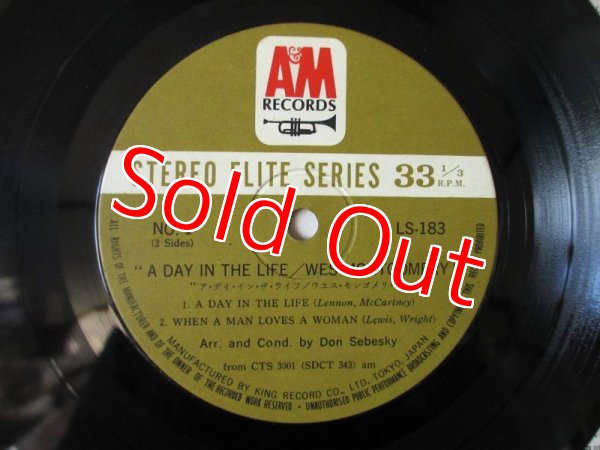 A&M
RECORDS
STEREO ELITE SERIES 33 1/3
R.P.M.
Sold Out
NO. 1
(2 Sides)
LS-183
"A DAY IN THE LIFE/WES MONTGOMERY"
"ア・デイ・イン・ザ・ライフ/ウエス・モンゴメリー
1. A DAY IN THE LIFE (Lennon, McCartney)
2. WHEN A MAN LOVES A WOMAN (Lewis, Wright)
Arr. and Cond. by Don Sebesky
from CTS 3001 (SDCT 343) am
MANUFACTURED BY KING RECORD CO., LTD. TOKYO, JAPAN
ALL RIGHTS OF THE MANUFACTURER AND OF THE OWNER OF THE RECORDED WORK RESERVED - UNAUTHORISED PUBLIC PERFORMANCE, BROADCASTING AND COPYING THIS REC PROHIBITED